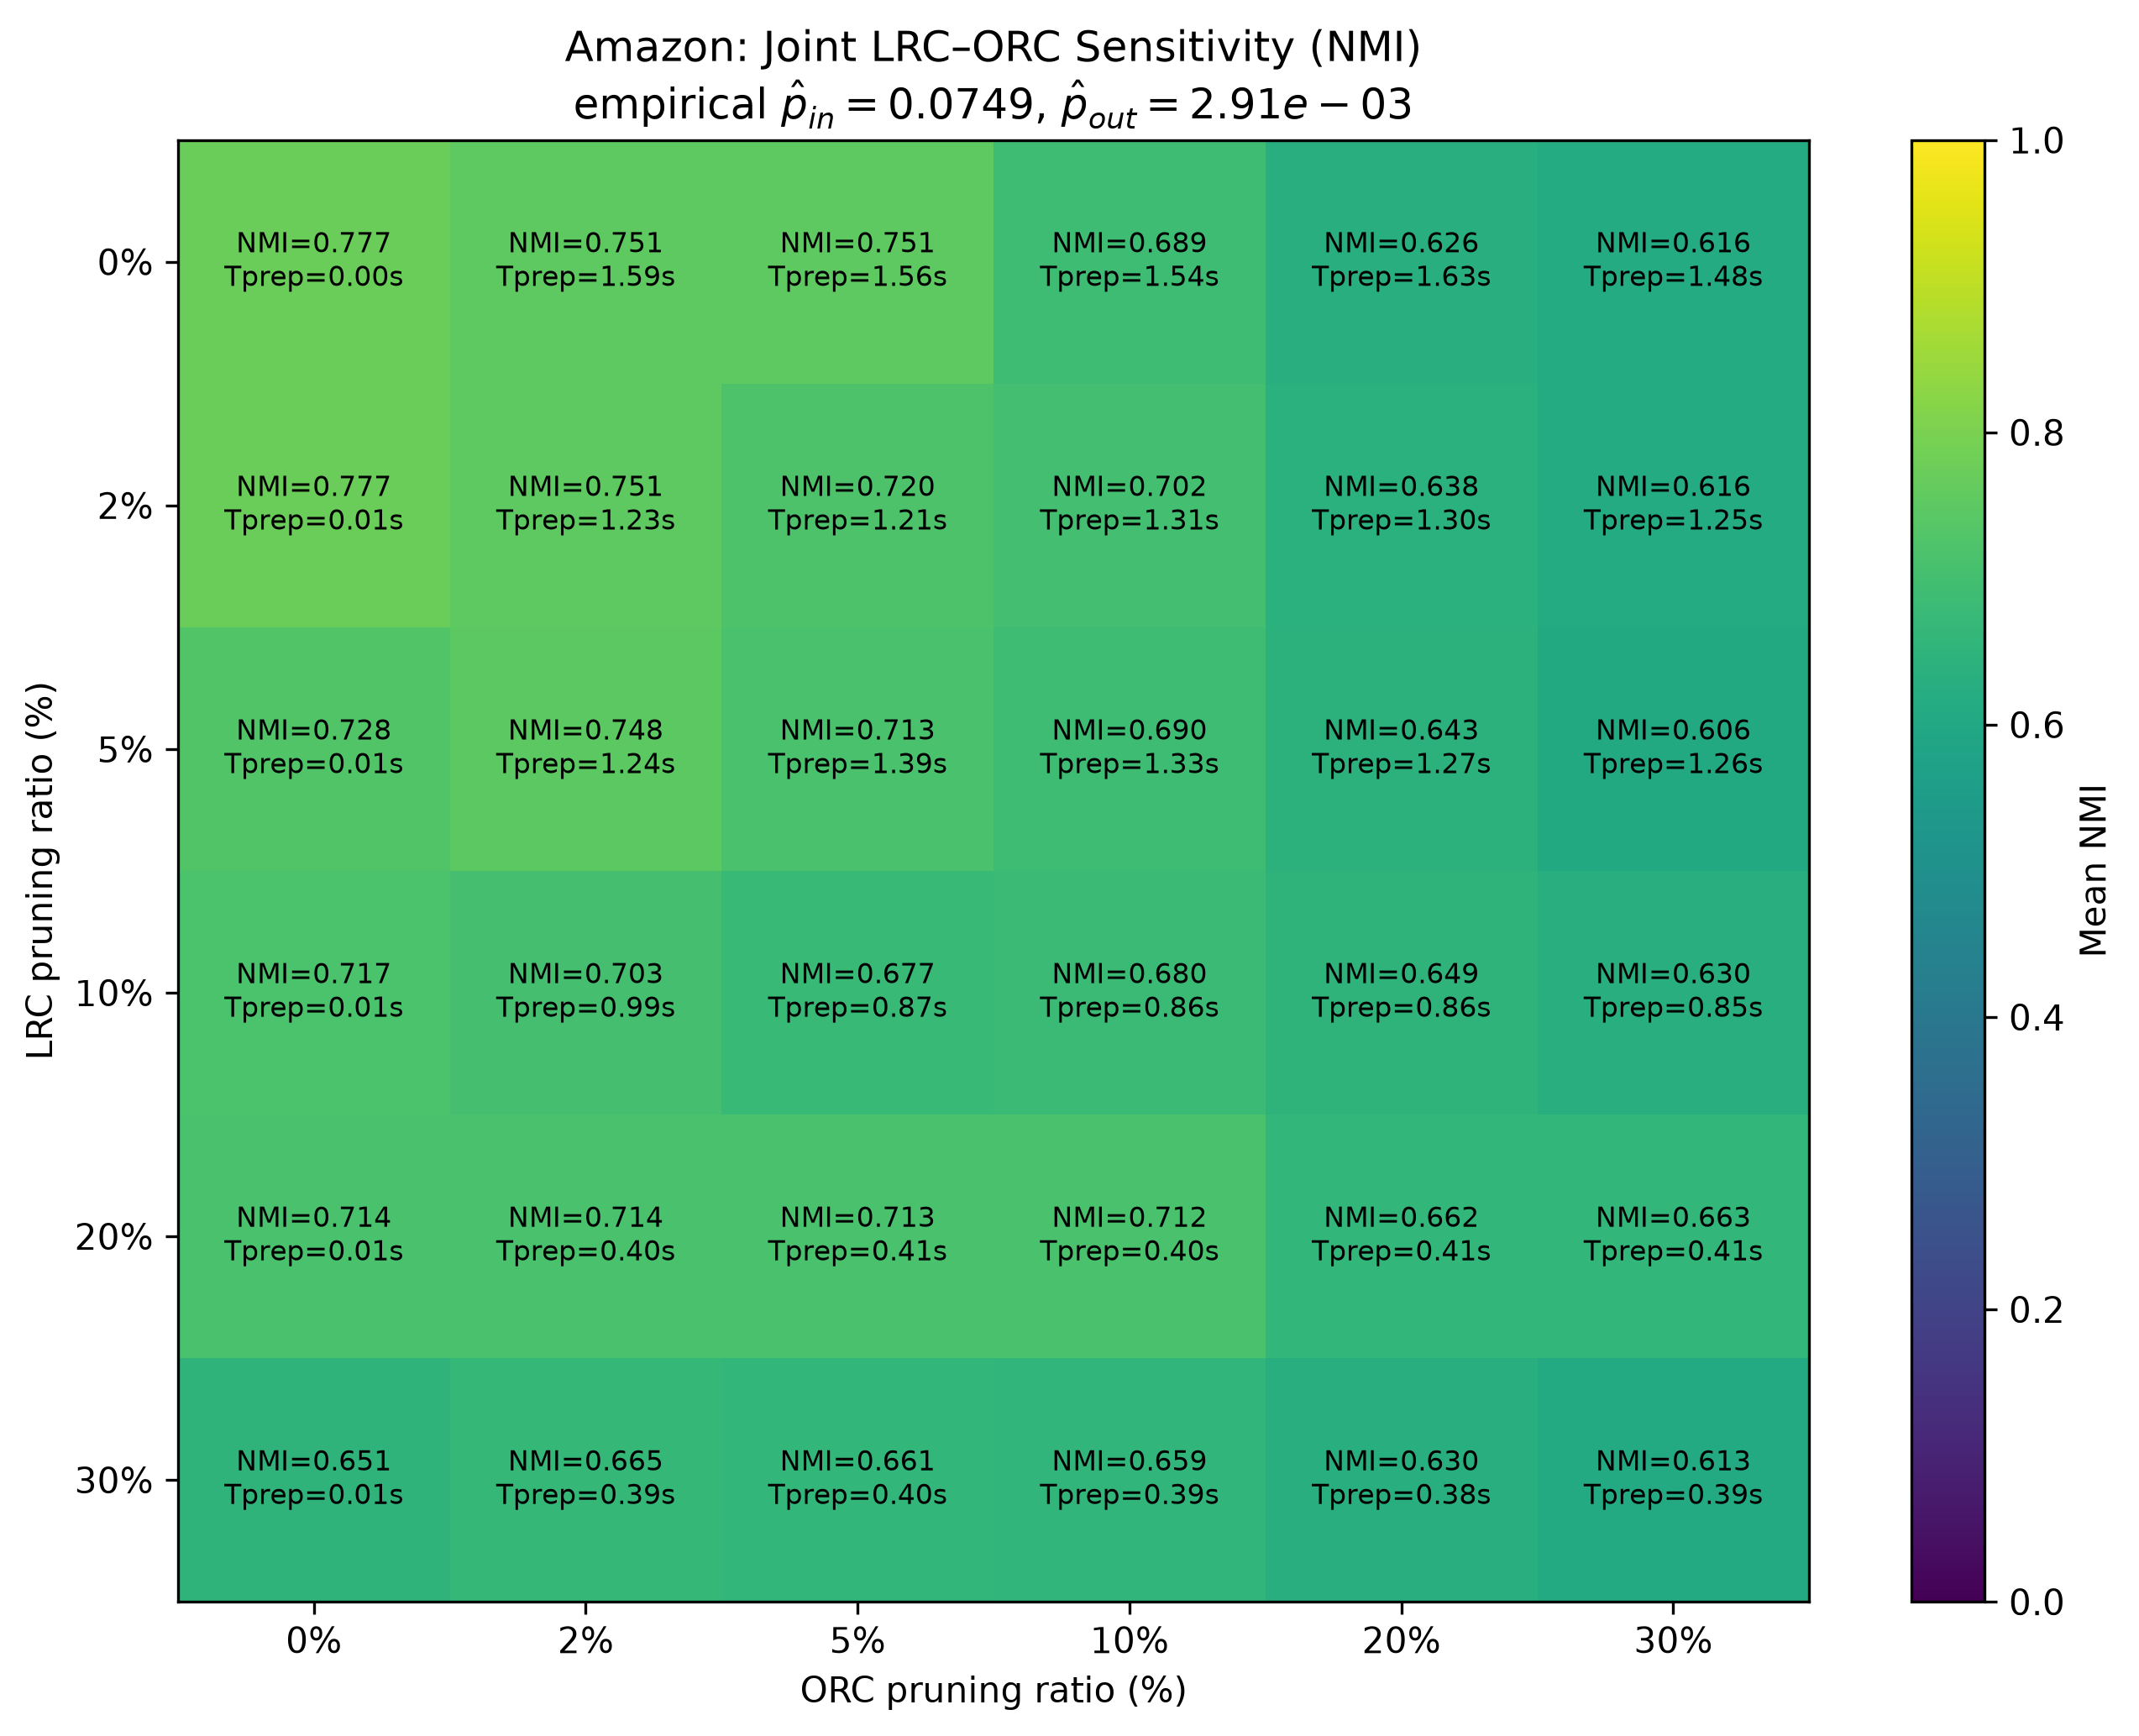 Amazon: Joint LRC–ORC Sensitivity (NMI)
empirical p̂_in = 0.0749, p̂_out = 2.91e − 03
LRC pruning ratio (%)
0%
NMI=0.777
Tprep=0.00s
NMI=0.751
Tprep=1.59s
NMI=0.751
Tprep=1.56s
NMI=0.689
Tprep=1.54s
NMI=0.626
Tprep=1.63s
NMI=0.616
Tprep=1.48s
2%
NMI=0.777
Tprep=0.01s
NMI=0.751
Tprep=1.23s
NMI=0.720
Tprep=1.21s
NMI=0.702
Tprep=1.31s
NMI=0.638
Tprep=1.30s
NMI=0.616
Tprep=1.25s
5%
NMI=0.728
Tprep=0.01s
NMI=0.748
Tprep=1.24s
NMI=0.713
Tprep=1.39s
NMI=0.690
Tprep=1.33s
NMI=0.643
Tprep=1.27s
NMI=0.606
Tprep=1.26s
10%
NMI=0.717
Tprep=0.01s
NMI=0.703
Tprep=0.99s
NMI=0.677
Tprep=0.87s
NMI=0.680
Tprep=0.86s
NMI=0.649
Tprep=0.86s
NMI=0.630
Tprep=0.85s
20%
NMI=0.714
Tprep=0.01s
NMI=0.714
Tprep=0.40s
NMI=0.713
Tprep=0.41s
NMI=0.712
Tprep=0.40s
NMI=0.662
Tprep=0.41s
NMI=0.663
Tprep=0.41s
30%
NMI=0.651
Tprep=0.01s
NMI=0.665
Tprep=0.39s
NMI=0.661
Tprep=0.40s
NMI=0.659
Tprep=0.39s
NMI=0.630
Tprep=0.38s
NMI=0.613
Tprep=0.39s
0%
2%
5%
10%
20%
30%
ORC pruning ratio (%)
1.0
0.8
0.6
0.4
0.2
0.0
Mean NMI